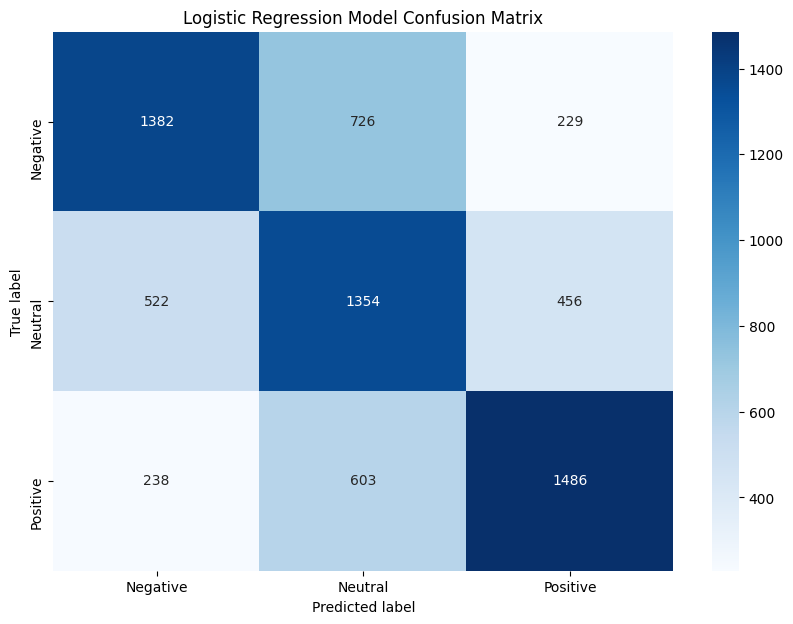 Logistic Regression Model Confusion Matrix
True label
Negative
1382 726 229
Neutral
522 1354 456
Positive
238 603 1486
Negative Neutral Positive
Predicted label
1400
1200
1000
800
600
400